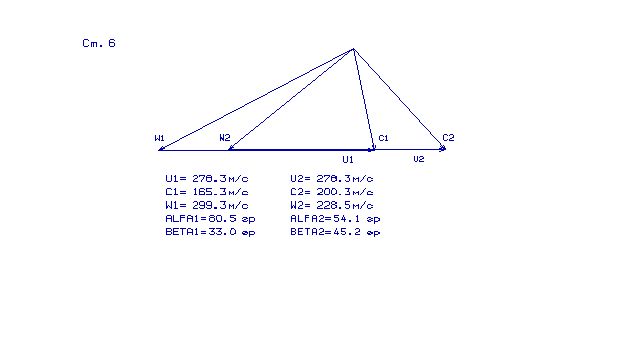 Ст. 6
W1 W2 C1 C2
U1 U2
U1= 278.3м/с U2= 278.3м/с
C1= 165.3м/с C2= 200.3м/с
W1= 299.3м/с W2= 228.5м/с
ALFA1=80.5 гр ALFA2=54.1 гр
BETA1=33.0 гр BETA2=45.2 гр